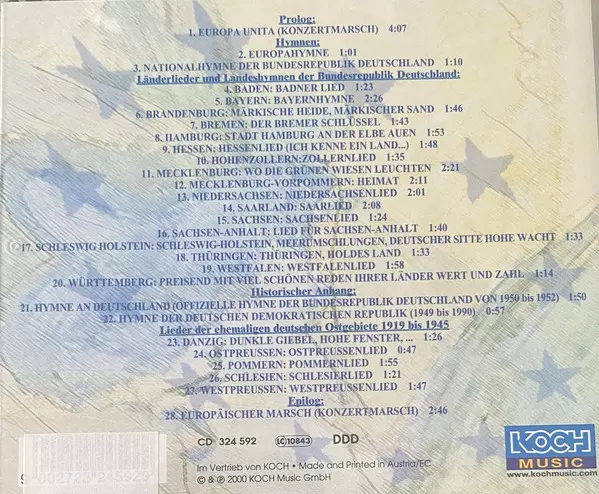 Prolog:
1. EUROPA UNITA (KONZERTMARSCH) 4:07
Hymnen:
2. EUROPAHYMNE 1:01
3. NATIONALHYMNE DER BUNDESREPUBLIK DEUTSCHLAND 1:10
Länderlieder und Landeshymnen der Bundesrepublik Deutschland:
4. BADEN: BADNER LIED 1:23
5. BAYERN: BAYERNHYMNE 2:26
6. BRANDENBURG: MÄRKISCHE HEIDE, MÄRKISCHER SAND 1:46
7. BREMEN: DER BREMER SCHLÜSSEL 1:43
8. HAMBURG: STADT HAMBURG AN DER ELBE AUEN 1:53
9. HESSEN: HESSENLIED (ICH KENNE EIN LAND...) 1:48
10. HOHENZOLLERN:ZOLLERNLIED 1:35
11. MECKLENBURG: WO DIE GRÜNEN WIESEN LEUCHTEN 2:21
12. MECKLENBURG-VORPOMMERN: HEIMAT 2:11
13. NIEDERSACHSEN: NIEDERSACHSENLIED 2:01
14. SAARLAND: SAARLIED 2:08
15. SACHSEN: SACHSENLIED 1:24
16. SACHSEN-ANHALT: LIED FÜR SACHSEN-ANHALT 1:40
17. SCHLESWIG HOLSTEIN: SCHLESWIG-HOLSTEIN, MEERUMSCHLUNGEN, DEUTSCHER SITTE HOHE WACHT 1:33
18. THÜRINGEN: THÜRINGEN, HOLDES LAND 1:33
19. WESTFALEN: WESTFALENLIED 1:58
20. WÜRTTEMBERG: PREISEND MIT VIEL SCHÖNEN REDEN IHRER LÄNDER WERT UND ZAHL 1:14
Historischer Anhang:
21. HYMNE AN DEUTSCHLAND (OFFIZIELLE HYMNE DER BUNDESREPUBLIK DEUTSCHLAND VON 1950 bis 1952) 1:50
22. HYMNE DER DEUTSCHEN DEMOKRATISCHEN REPUBLIK (1949 bis 1990) 0:57
Lieder der ehemaligen deutschen Ostgebiete 1919 bis 1945
23. DANZIG: DUNKLE GIEBEL, HOHE FENSTER, ... 1:26
24. OSTPREUSSEN: OSTPREUSSENLIED 0:47
25. POMMERN: POMMERNLIED 1:55
26. SCHLESIEN: SCHLESIERLIED 1:21
27. WESTPREUSSEN: WESTPREUSSENLIED 1:47
Epilog:
28. EUROPÄISCHER MARSCH (KONZERTMARSCH) 2:46
CD 324 592 LC 10843 DDD
Im Vertrieb von KOCH • Made and Printed in Austria/EC
© & ℗ 2000 KOCH Music GmbH
KOCH
MUSIC
www.kochmusic.com